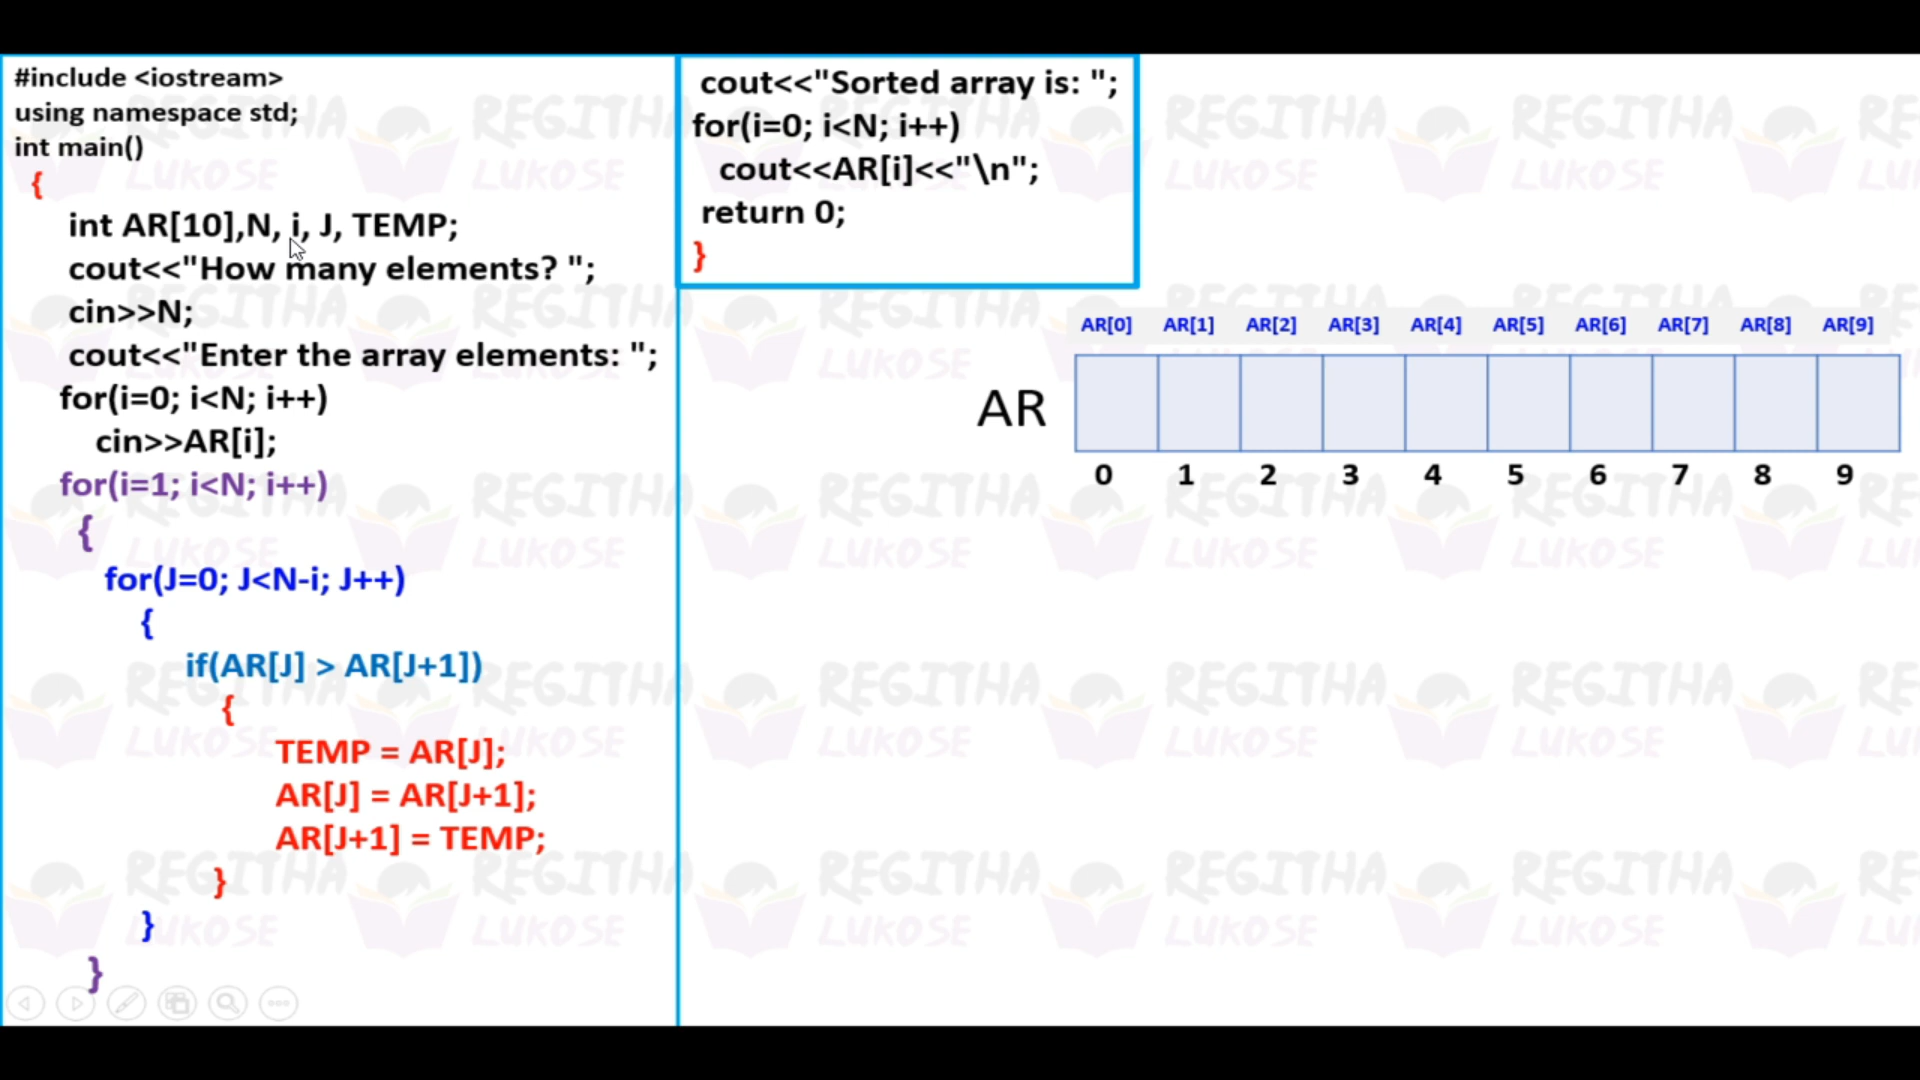 #include <iostream>
using namespace std;
int main()
{
int AR[10],N, i, J, TEMP;
cout<<"How many elements? ";
cin>>N;
cout<<"Enter the array elements: ";
for(i=0; i<N; i++)
cin>>AR[i];
for(i=1; i<N; i++)
{
for(J=0; J<N-i; J++)
{
if(AR[J] > AR[J+1])
{
TEMP = AR[J];
AR[J] = AR[J+1];
AR[J+1] = TEMP;
}
}
}
cout<<"Sorted array is: ";
for(i=0; i<N; i++)
cout<<AR[i]<<"\n";
return 0;
}
AR[0] AR[1] AR[2] AR[3] AR[4] AR[5] AR[6] AR[7] AR[8] AR[9]
AR
0 1 2 3 4 5 6 7 8 9
REGITHA
LUKOSE